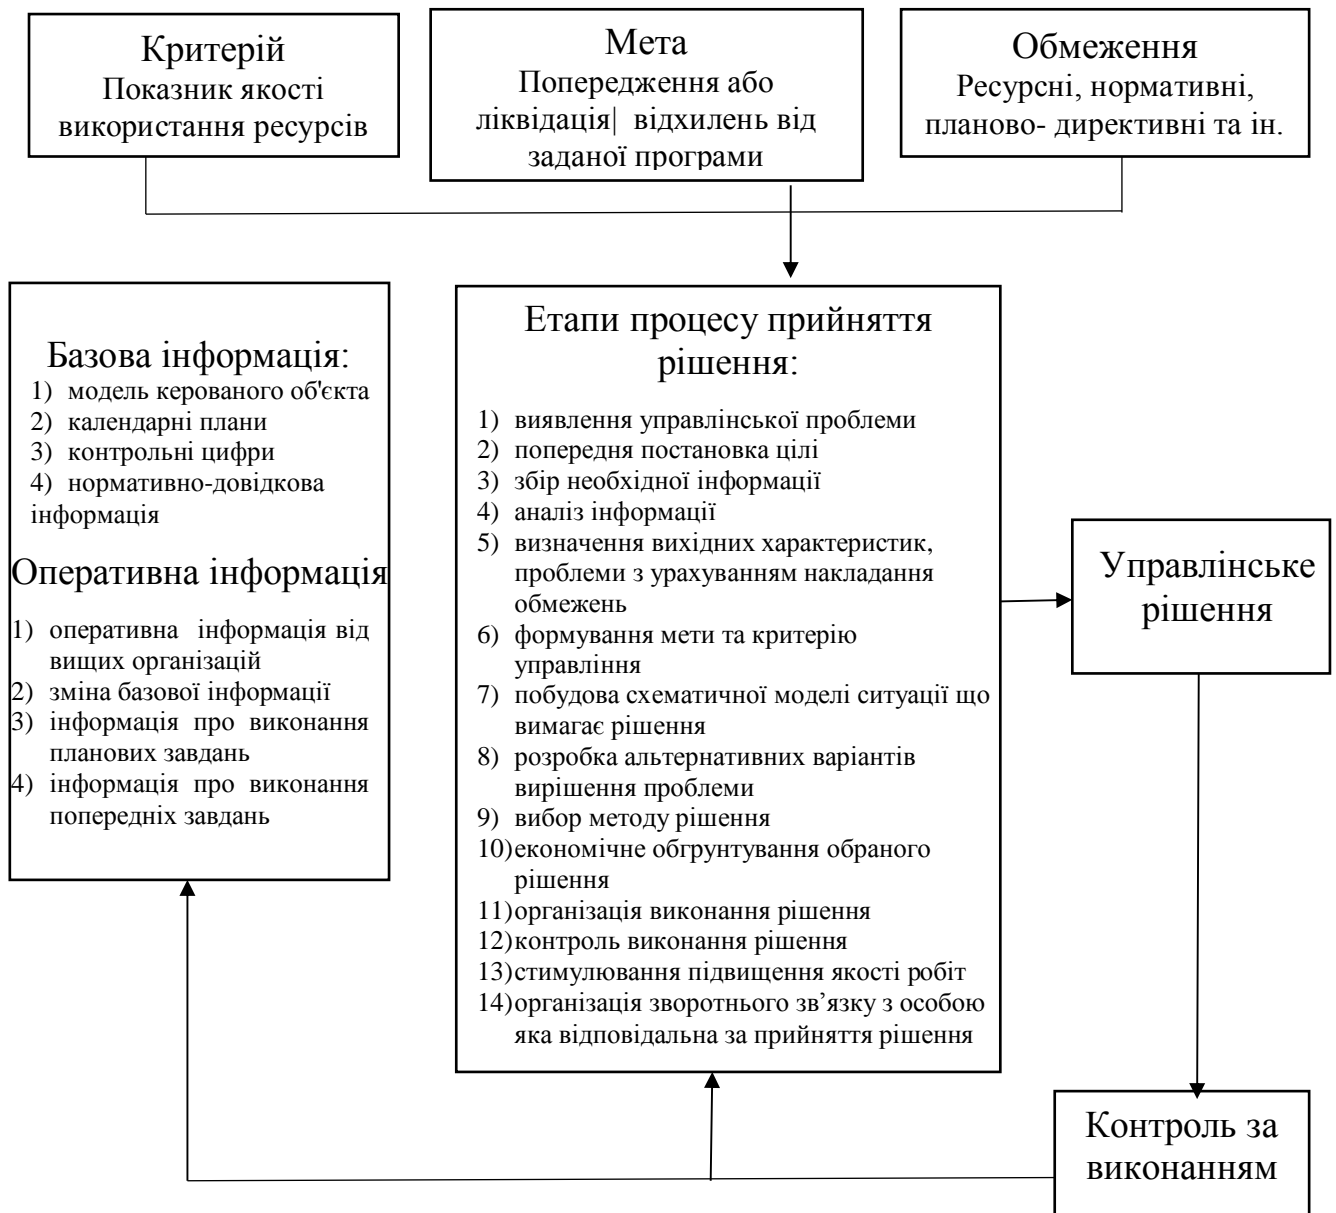 Критерій
Показник якості
використання ресурсів
Мета
Попередження або
ліквідація| відхилень від
заданої програми
Обмеження
Ресурсні, нормативні,
планово- директивні та ін.
Базова інформація:
1) модель керованого об'єкта
2) календарні плани
3) контрольні цифри
4) нормативно-довідкова
інформація
Оперативна інформація
1) оперативна інформація від
вищих організацій
2) зміна базової інформації
3) інформація про виконання
планових завдань
4) інформація про виконання
попередніх завдань
Етапи процесу прийняття
рішення:
1) виявлення управлінської проблеми
2) попередня постановка цілі
3) збір необхідної інформації
4) аналіз інформації
5) визначення вихідних характеристик,
проблеми з урахуванням накладання
обмежень
6) формування мети та критерію
управління
7) побудова схематичної моделі ситуації що
вимагає рішення
8) розробка альтернативних варіантів
вирішення проблеми
9) вибор методу рішення
10)економічне обгрунтування обраного
рішення
11)організація виконання рішення
12)контроль виконання рішення
13)стимулювання підвищення якості робіт
14)організація зворотнього зв’язку з особою
яка відповідальна за прийняття рішення
Управлінське
рішення
Контроль за
виконанням